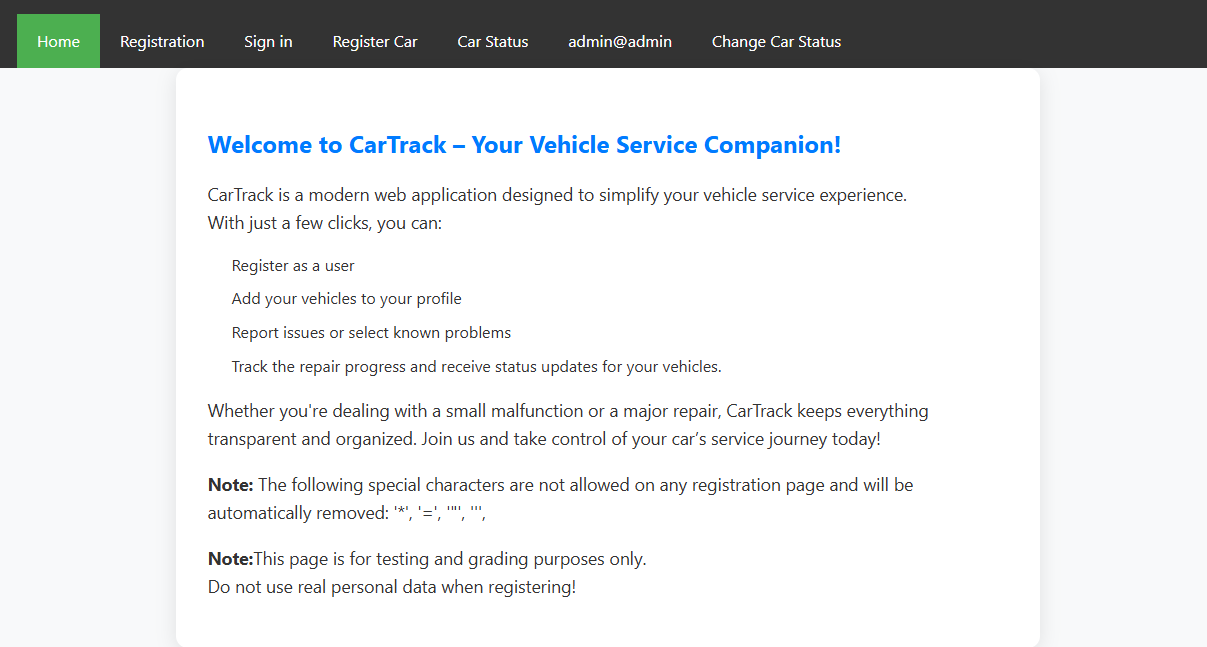 Home Registration Sign in Register Car Car Status admin@admin Change Car Status
Welcome to CarTrack – Your Vehicle Service Companion!
CarTrack is a modern web application designed to simplify your vehicle service experience.
With just a few clicks, you can:
Register as a user
Add your vehicles to your profile
Report issues or select known problems
Track the repair progress and receive status updates for your vehicles.
Whether you're dealing with a small malfunction or a major repair, CarTrack keeps everything
transparent and organized. Join us and take control of your car’s service journey today!
Note: The following special characters are not allowed on any registration page and will be
automatically removed: '*', '=', '"', ''',
Note:This page is for testing and grading purposes only.
Do not use real personal data when registering!